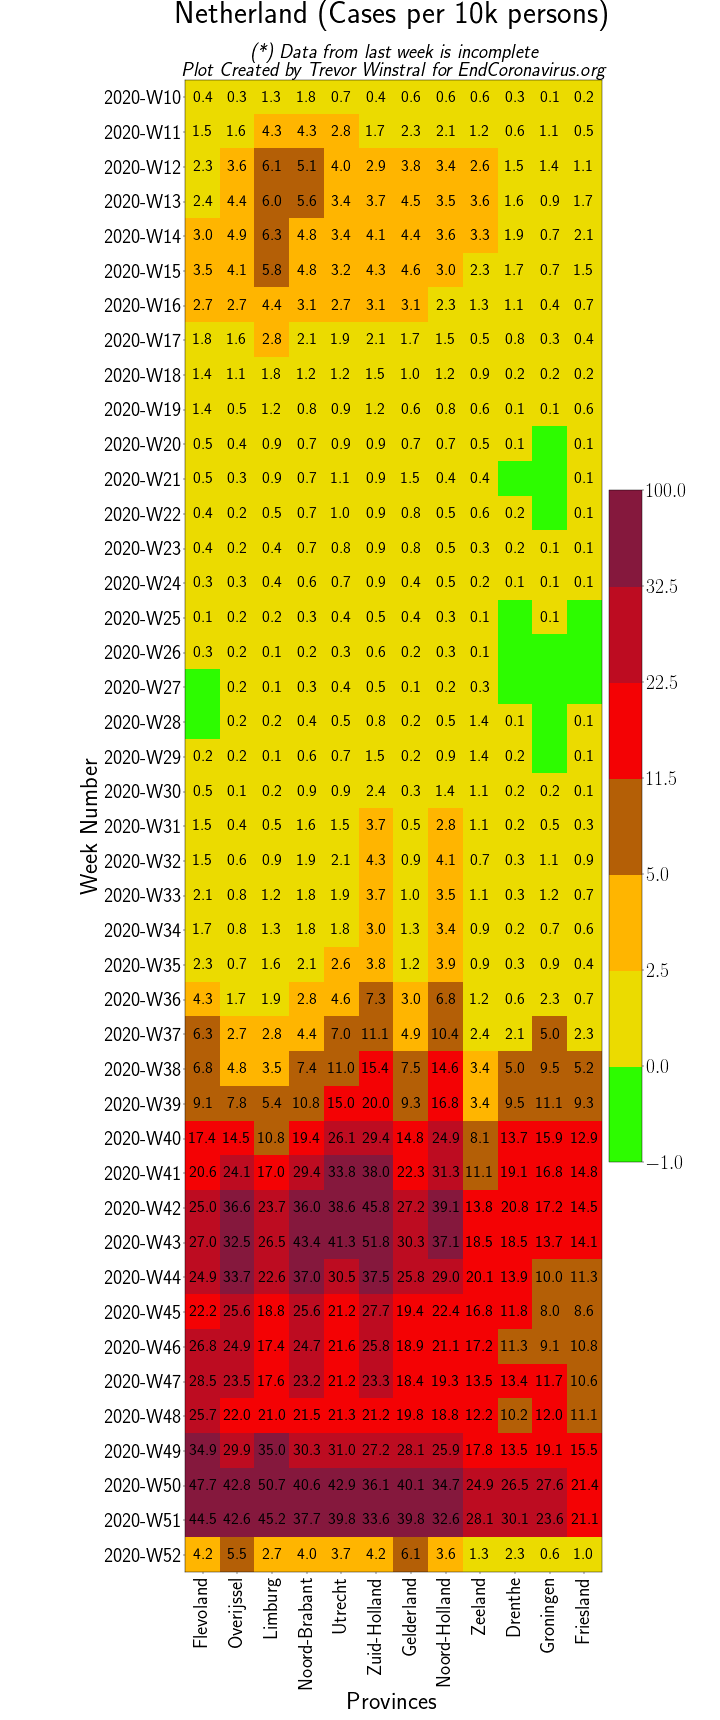 Netherland (Cases per 10k persons)
(*) Data from last week is incomplete
Plot Created by Trevor Winstral for EndCoronavirus.org
2020-W10 0.4 0.3 1.3 1.8 0.7 0.4 0.6 0.6 0.6 0.3 0.1 0.2
2020-W11 1.5 1.6 4.3 4.3 2.8 1.7 2.3 2.1 1.2 0.6 1.1 0.5
2020-W12 2.3 3.6 6.1 5.1 4.0 2.9 3.8 3.4 2.6 1.5 1.4 1.1
2020-W13 2.4 4.4 6.0 5.6 3.4 3.7 4.5 3.5 3.6 1.6 0.9 1.7
2020-W14 3.0 4.9 6.3 4.8 3.4 4.1 4.4 3.6 3.3 1.9 0.7 2.1
2020-W15 3.5 4.1 5.8 4.8 3.2 4.3 4.6 3.0 2.3 1.7 0.7 1.5
2020-W16 2.7 2.7 4.4 3.1 2.7 3.1 3.1 2.3 1.3 1.1 0.4 0.7
2020-W17 1.8 1.6 2.8 2.1 1.9 2.1 1.7 1.5 0.5 0.8 0.3 0.4
2020-W18 1.4 1.1 1.8 1.2 1.2 1.5 1.0 1.2 0.9 0.2 0.2 0.2
2020-W19 1.4 0.5 1.2 0.8 0.9 1.2 0.6 0.8 0.6 0.1 0.1 0.6
2020-W20 0.5 0.4 0.9 0.7 0.9 0.9 0.7 0.7 0.5 0.1 0.1
2020-W21 0.5 0.3 0.9 0.7 1.1 0.9 1.5 0.4 0.4 0.1
2020-W22 0.4 0.2 0.5 0.7 1.0 0.9 0.8 0.5 0.6 0.2 0.1
2020-W23 0.4 0.2 0.4 0.7 0.8 0.9 0.8 0.5 0.3 0.2 0.1 0.1
2020-W24 0.3 0.3 0.4 0.6 0.7 0.9 0.4 0.5 0.2 0.1 0.1 0.1
2020-W25 0.1 0.2 0.2 0.3 0.4 0.5 0.4 0.3 0.1 0.1
2020-W26 0.3 0.2 0.1 0.2 0.3 0.6 0.2 0.3 0.1
2020-W27 0.2 0.1 0.3 0.4 0.5 0.1 0.2 0.3
2020-W28 0.2 0.2 0.4 0.5 0.8 0.2 0.5 1.4 0.1 0.1
2020-W29 0.2 0.2 0.1 0.6 0.7 1.5 0.2 0.9 1.4 0.2 0.1
2020-W30 0.5 0.1 0.2 0.9 0.9 2.4 0.3 1.4 1.1 0.2 0.2 0.1
2020-W31 1.5 0.4 0.5 1.6 1.5 3.7 0.5 2.8 1.1 0.2 0.5 0.3
2020-W32 1.5 0.6 0.9 1.9 2.1 4.3 0.9 4.1 0.7 0.3 1.1 0.9
2020-W33 2.1 0.8 1.2 1.8 1.9 3.7 1.0 3.5 1.1 0.3 1.2 0.7
2020-W34 1.7 0.8 1.3 1.8 1.8 3.0 1.3 3.4 0.9 0.2 0.7 0.6
2020-W35 2.3 0.7 1.6 2.1 2.6 3.8 1.2 3.9 0.9 0.3 0.9 0.4
2020-W36 4.3 1.7 1.9 2.8 4.6 7.3 3.0 6.8 1.2 0.6 2.3 0.7
2020-W37 6.3 2.7 2.8 4.4 7.0 11.1 4.9 10.4 2.4 2.1 5.0 2.3
2020-W38 6.8 4.8 3.5 7.4 11.0 15.4 7.5 14.6 3.4 5.0 9.5 5.2
2020-W39 9.1 7.8 5.4 10.8 15.0 20.0 9.3 16.8 3.4 9.5 11.1 9.3
2020-W40 17.4 14.5 10.8 19.4 26.1 29.4 14.8 24.9 8.1 13.7 15.9 12.9
2020-W41 20.6 24.1 17.0 29.4 33.8 38.0 22.3 31.3 11.1 19.1 16.8 14.8
2020-W42 25.0 36.6 23.7 36.0 38.6 45.8 27.2 39.1 13.8 20.8 17.2 14.5
2020-W43 27.0 32.5 26.5 43.4 41.3 51.8 30.3 37.1 18.5 18.5 13.7 14.1
2020-W44 24.9 33.7 22.6 37.0 30.5 37.5 25.8 29.0 20.1 13.9 10.0 11.3
2020-W45 22.2 25.6 18.8 25.6 21.2 27.7 19.4 22.4 16.8 11.8 8.0 8.6
2020-W46 26.8 24.9 17.4 24.7 21.6 25.8 18.9 21.1 17.2 11.3 9.1 10.8
2020-W47 28.5 23.5 17.6 23.2 21.2 23.3 18.4 19.3 13.5 13.4 11.7 10.6
2020-W48 25.7 22.0 21.0 21.5 21.3 21.2 19.8 18.8 12.2 10.2 12.0 11.1
2020-W49 34.9 29.9 35.0 30.3 31.0 27.2 28.1 25.9 17.8 13.5 19.1 15.5
2020-W50 47.7 42.8 50.7 40.6 42.9 36.1 40.1 34.7 24.9 26.5 27.6 21.4
2020-W51 44.5 42.6 45.2 37.7 39.8 33.6 39.8 32.6 28.1 30.1 23.6 21.1
2020-W52 4.2 5.5 2.7 4.0 3.7 4.2 6.1 3.6 1.3 2.3 0.6 1.0
Flevoland Overijssel Limburg Noord-Brabant Utrecht Zuid-Holland Gelderland Noord-Holland Zeeland Drenthe Groningen Friesland
Provinces
Week Number
100.0
32.5
22.5
11.5
5.0
2.5
0.0
−1.0